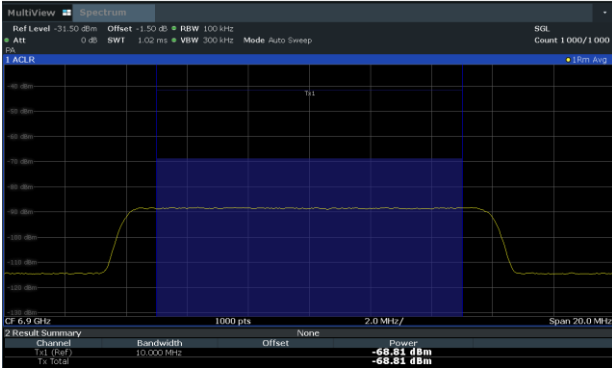 MultiView Spectrum
Ref Level -31.50 dBm Offset -1.50 dB RBW 100 kHz SGL
Att 0 dB SWT 1.02 ms VBW 300 kHz Mode Auto Sweep Count 1000/1000
PA
1 ACLR 1Rm Avg
-40 dBm
Tx1
-50 dBm
-60 dBm
-70 dBm
-80 dBm
-90 dBm
-100 dBm
-110 dBm
-120 dBm
-130 dBm
CF 6.9 GHz 1000 pts 2.0 MHz/ Span 20.0 MHz
2 Result Summary None
Channel Bandwidth Offset Power
Tx1 (Ref) 10.000 MHz -68.81 dBm
Tx Total -68.81 dBm